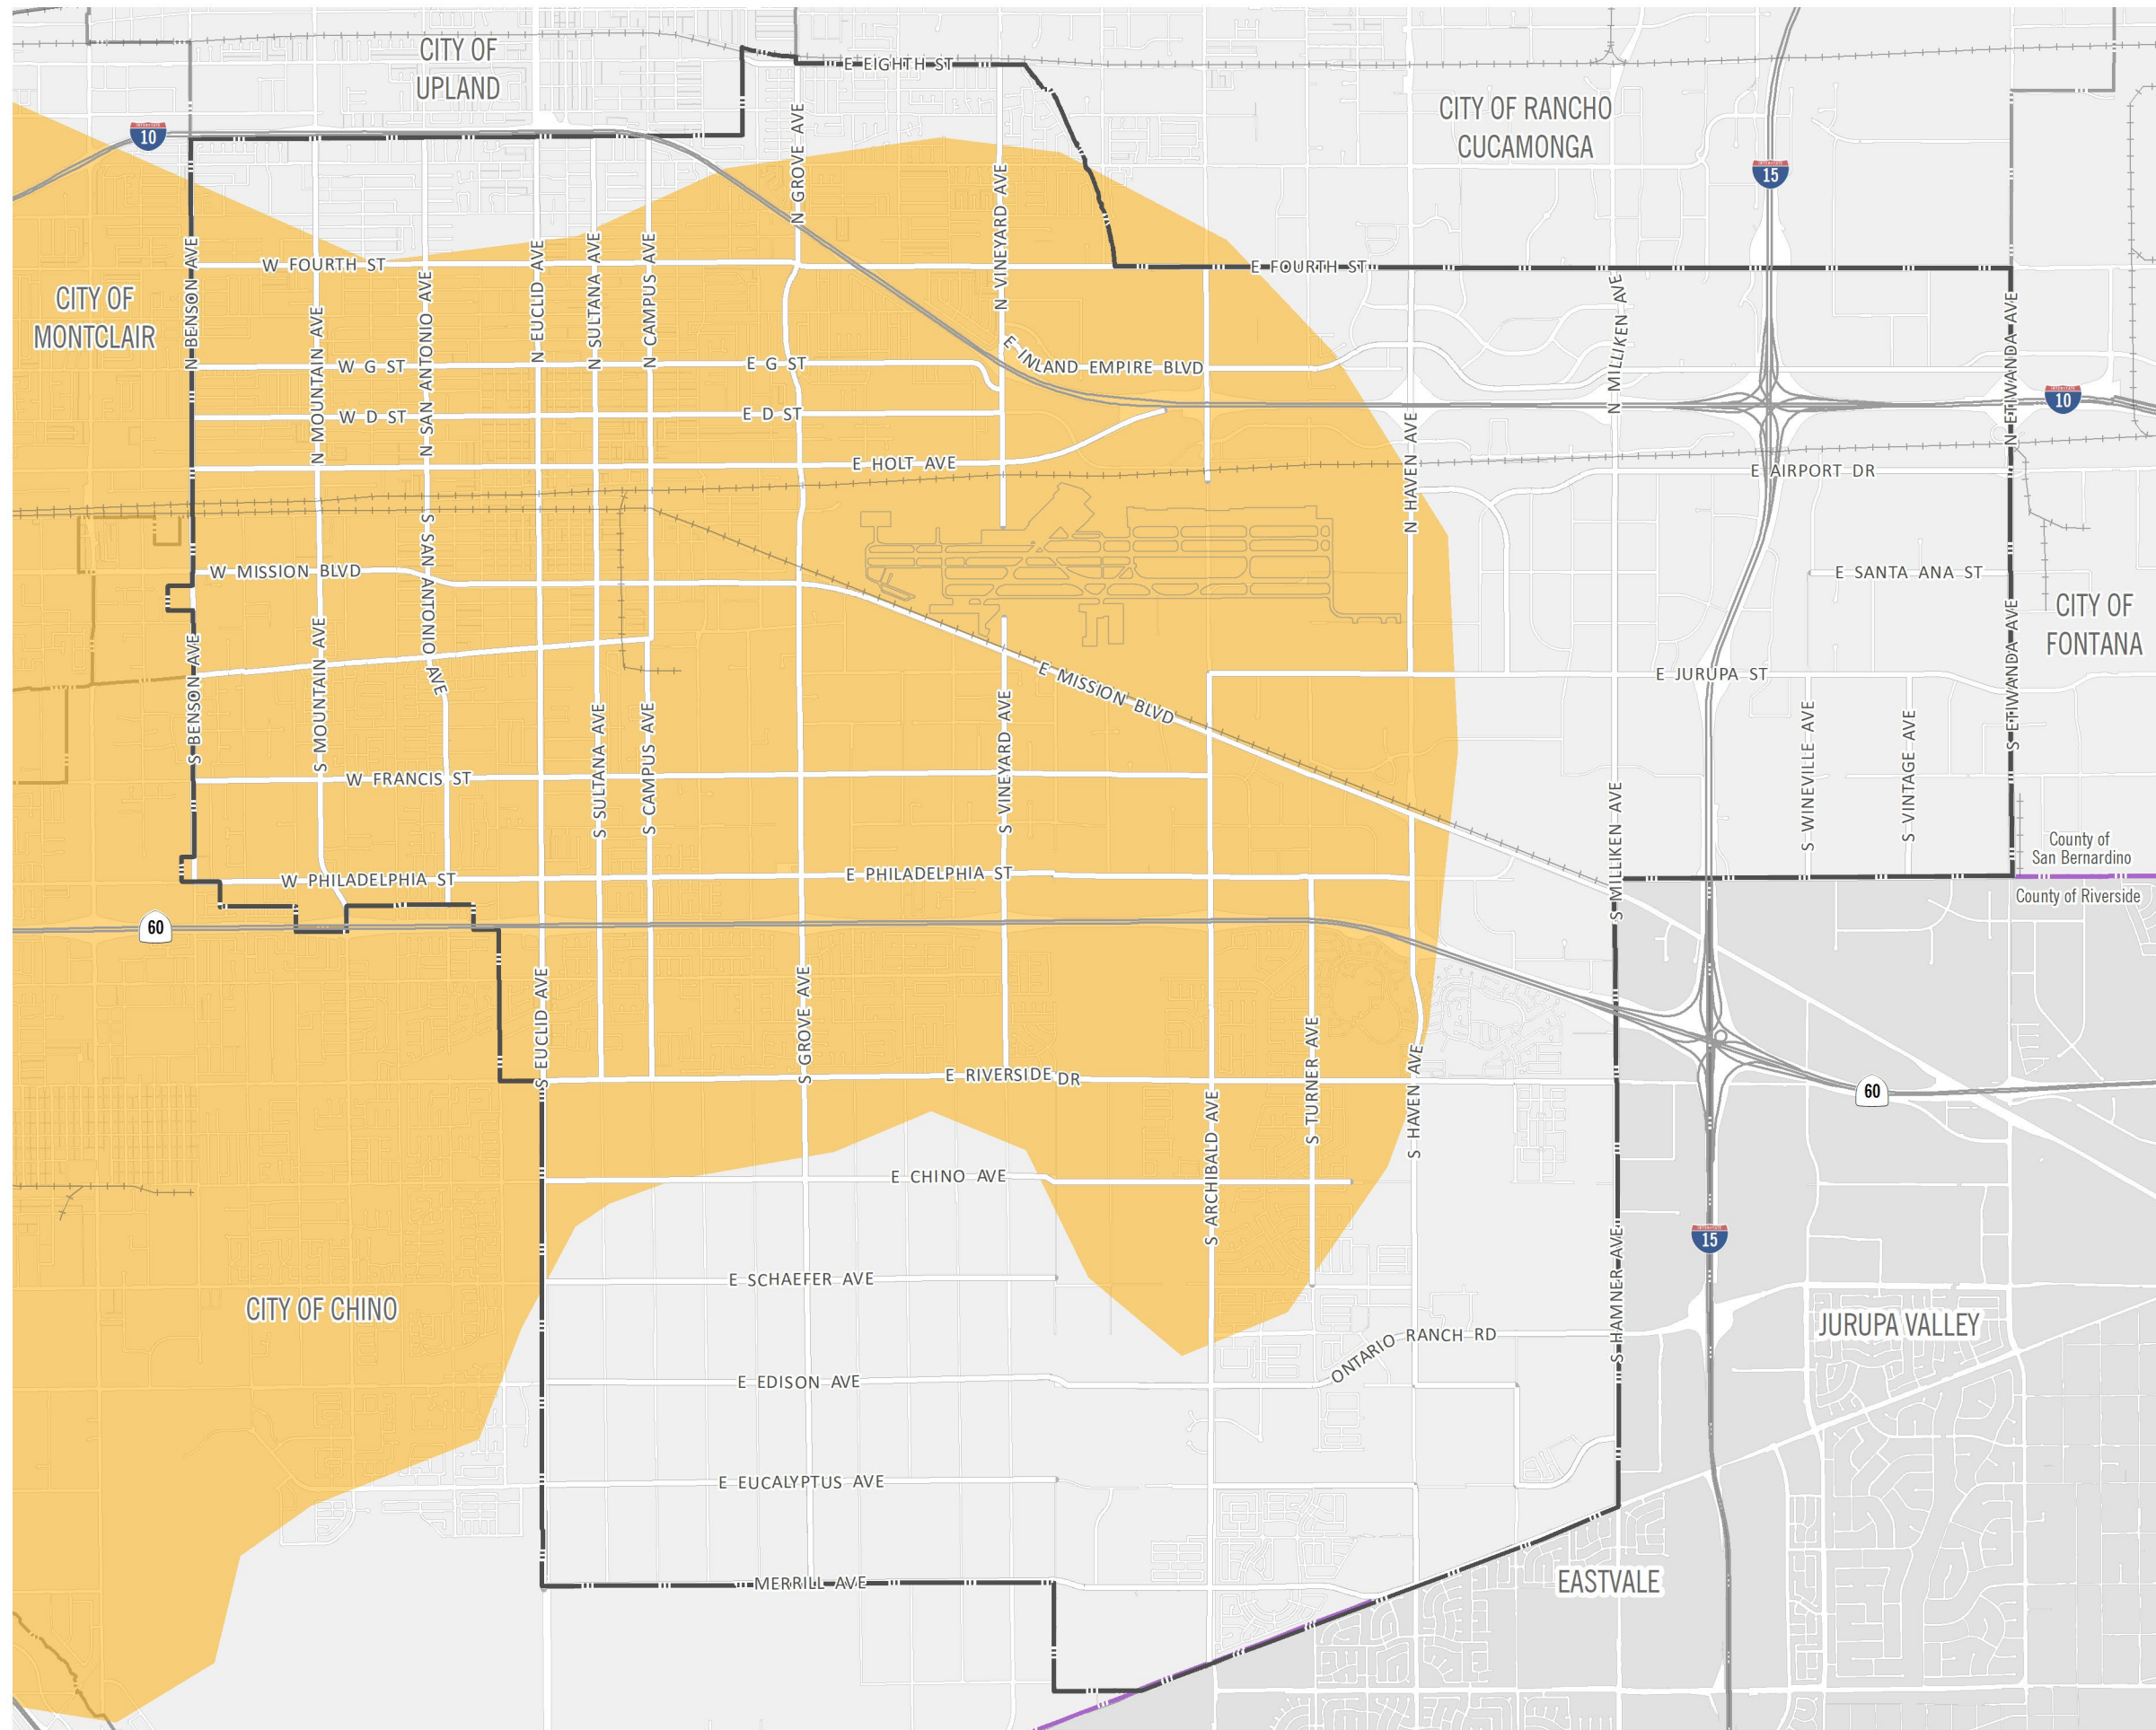 CITY OF
UPLAND
E EIGHTH ST
CITY OF RANCHO
CUCAMONGA
INTERSTATE
10
INTERSTATE
15
N GROVE AVE
N VINEYARD AVE
W FOURTH ST
E FOURTH ST
CITY OF
MONTCLAIR
N BENSON AVE
N MOUNTAIN AVE
N SAN ANTONIO AVE
N EUCLID AVE
N SULTANA AVE
N CAMPUS AVE
N MILLIKEN AVE
N ETIWANDA AVE
W G ST
E G ST
E INLAND EMPIRE BLVD
W D ST
E D ST
INTERSTATE
10
E HOLT AVE
N HAVEN AVE
E AIRPORT DR
W MISSION BLVD
S SAN ANTONIO AVE
E SANTA ANA ST
CITY OF
FONTANA
S BENSON AVE
S MOUNTAIN AVE
E MISSION BLVD
E JURUPA ST
S ETIWANDA AVE
S SULTANA AVE
S CAMPUS AVE
S VINEYARD AVE
S WINEVILLE AVE
S VINTAGE AVE
W FRANCIS ST
S MILLIKEN AVE
County of
San Bernardino
County of Riverside
W PHILADELPHIA ST
E PHILADELPHIA ST
60
S EUCLID AVE
S GROVE AVE
S TURNER AVE
S HAVEN AVE
E RIVERSIDE DR
60
S ARCHIBALD AVE
E CHINO AVE
INTERSTATE
15
S HAMNER AVE
E SCHAEFER AVE
CITY OF CHINO
JURUPA VALLEY
ONTARIO RANCH RD
E EDISON AVE
E EUCALYPTUS AVE
MERRILL AVE
EASTVALE